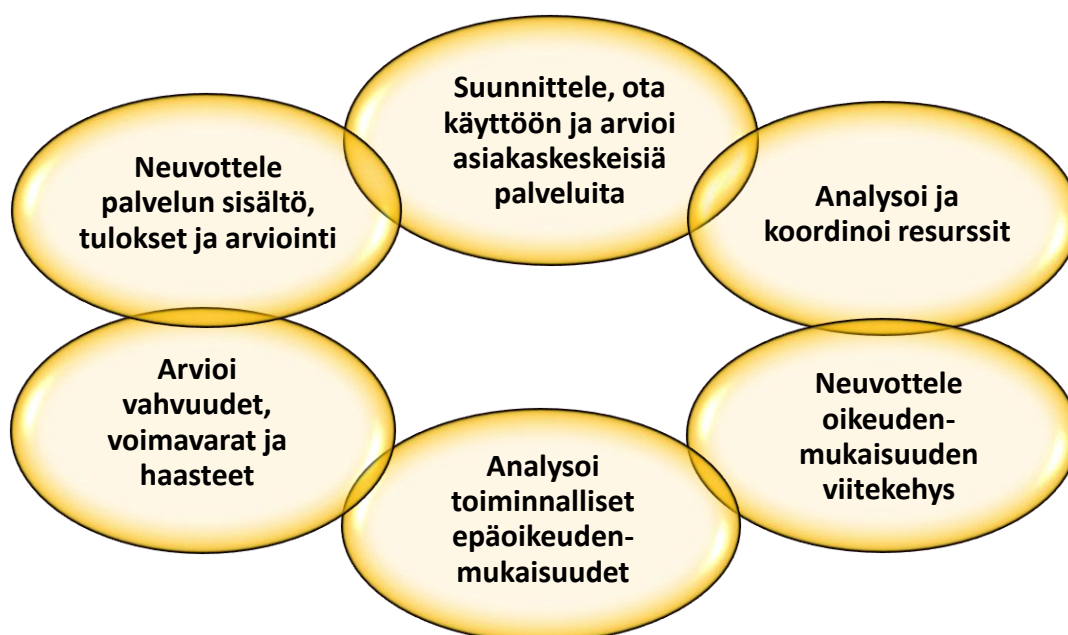 Suunnittele, ota
käyttöön ja arvioi
asiakaskeskeisiä
palveluita
Neuvottele
palvelun sisältö,
tulokset ja arviointi
Analysoi ja
koordinoi resurssit
Arvioi
vahvuudet,
voimavarat ja
haasteet
Neuvottele
oikeuden-
mukaisuuden
viitekehys
Analysoi
toiminnalliset
epäoikeuden-
mukaisuudet